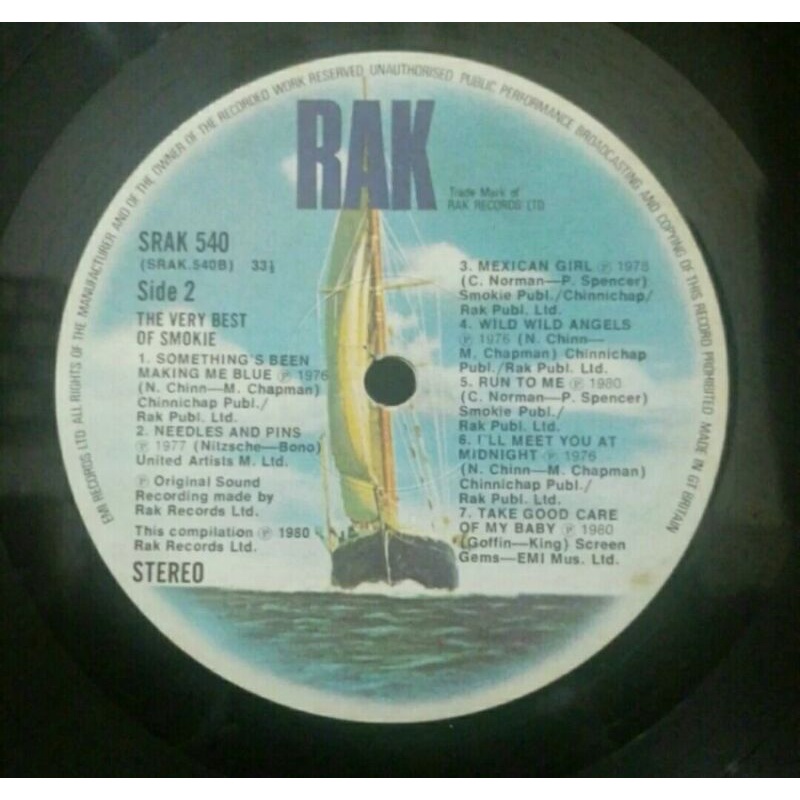 EMI RECORDS LTD ALL RIGHTS OF THE MANUFACTURER AND OF THE OWNER OF THE RECORDED WORK RESERVED UNAUTHORISED PUBLIC PERFORMANCE BROADCASTING AND COPYING OF THIS RECORD PROHIBITED MADE IN GT BRITAIN
RAK
Trade Mark of
RAK RECORDS LTD
SRAK 540
(SRAK.540B) 33⅓
Side 2
THE VERY BEST
OF SMOKIE
1. SOMETHING'S BEEN
MAKING ME BLUE ℗ 1976
(N. Chinn—M. Chapman)
Chinnichap Publ./
Rak Publ. Ltd.
2. NEEDLES AND PINS
℗ 1977 (Nitzsche—Bono)
United Artists M. Ltd.
℗ Original Sound
Recording made by
Rak Records Ltd.
This compilation ℗ 1980
Rak Records Ltd.
STEREO
3. MEXICAN GIRL ℗ 1978
(C. Norman—P. Spencer)
Smokie Publ./Chinnichap/
Rak Publ. Ltd.
4. WILD WILD ANGELS
℗ 1976 (N. Chinn—
M. Chapman) Chinnichap
Publ./Rak Publ. Ltd.
5. RUN TO ME ℗ 1980
(C. Norman—P. Spencer)
Smokie Publ./
Rak Publ. Ltd.
6. I'LL MEET YOU AT
MIDNIGHT ℗ 1976
(N. Chinn—M. Chapman)
Chinnichap Publ./
Rak Publ. Ltd.
7. TAKE GOOD CARE
OF MY BABY ℗ 1980
(Goffin—King) Screen
Gems—EMI Mus. Ltd.